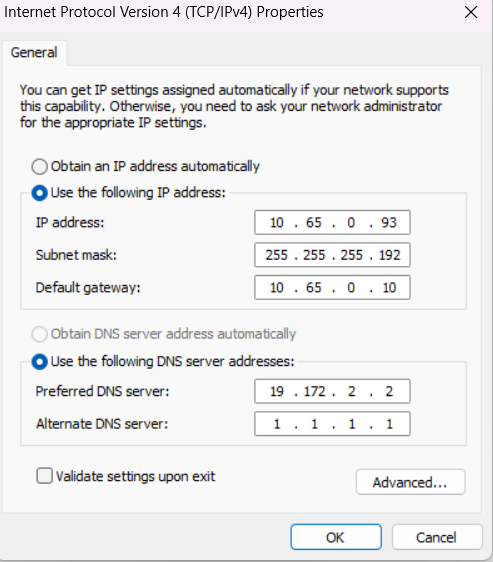 Internet Protocol Version 4 (TCP/IPv4) Properties
General
You can get IP settings assigned automatically if your network supports
this capability. Otherwise, you need to ask your network administrator
for the appropriate IP settings.
Obtain an IP address automatically
Use the following IP address:
IP address: 10 . 65 . 0 . 93
Subnet mask: 255 . 255 . 255 . 192
Default gateway: 10 . 65 . 0 . 10
Obtain DNS server address automatically
Use the following DNS server addresses:
Preferred DNS server: 19 . 172 . 2 . 2
Alternate DNS server: 1 . 1 . 1 . 1
Validate settings upon exit
Advanced...
OK Cancel